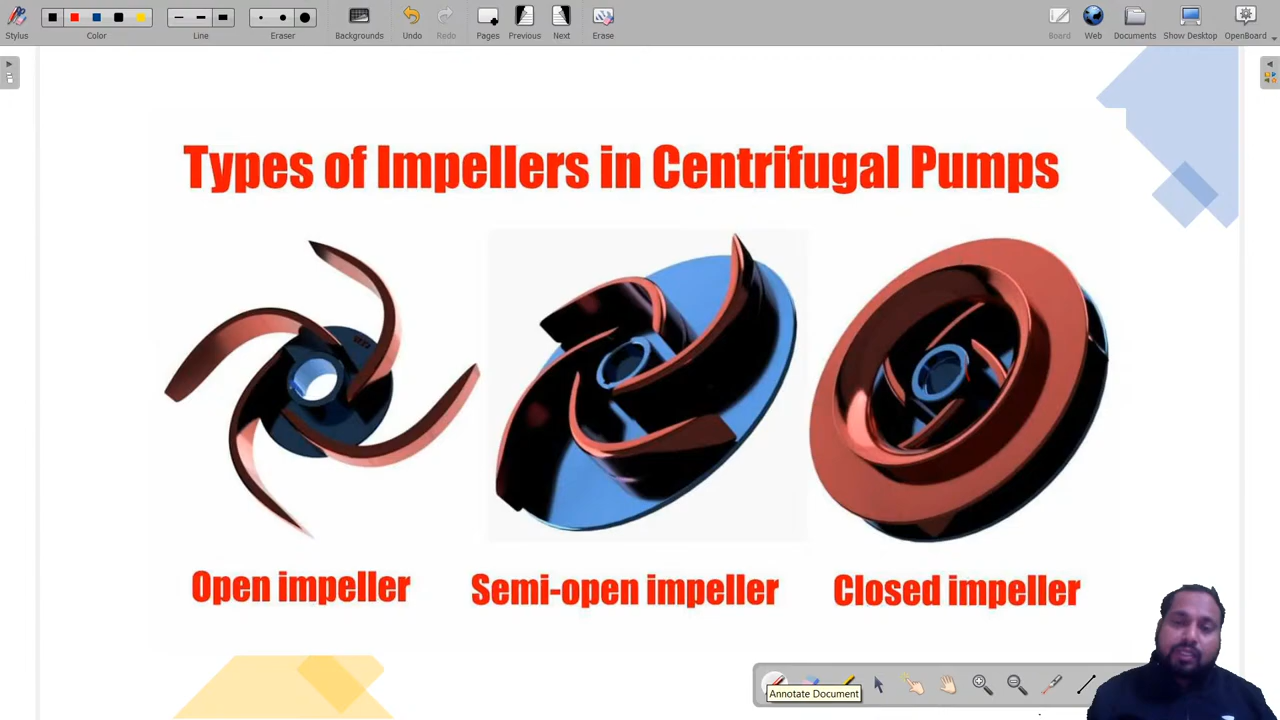 Stylus
Color
Line
Eraser
Backgrounds
Undo
Redo
Pages
Previous
Next
Erase
Board
Web
Documents
Show Desktop
OpenBoard
Types of Impellers in Centrifugal Pumps
Open impeller
Semi-open impeller
Closed impeller
Annotate Document